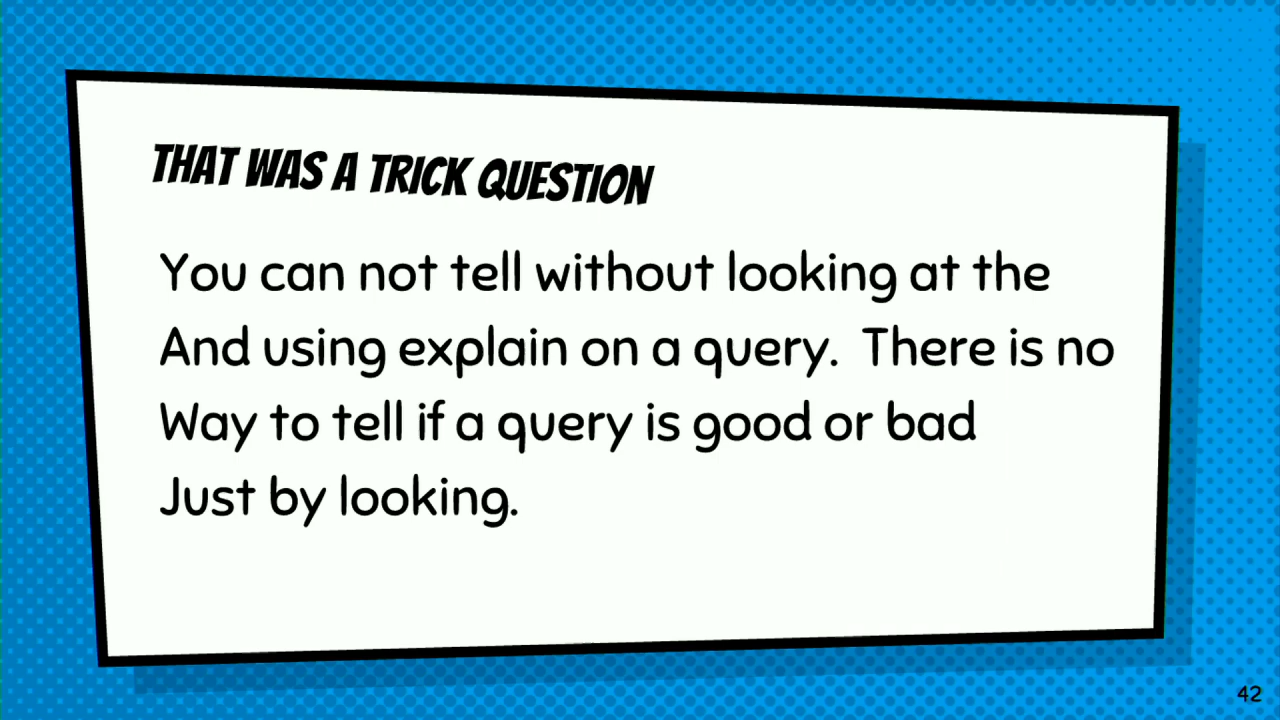 THAT WAS A TRICK QUESTION
You can not tell without looking at the
And using explain on a query. There is no
Way to tell if a query is good or bad
Just by looking.
42